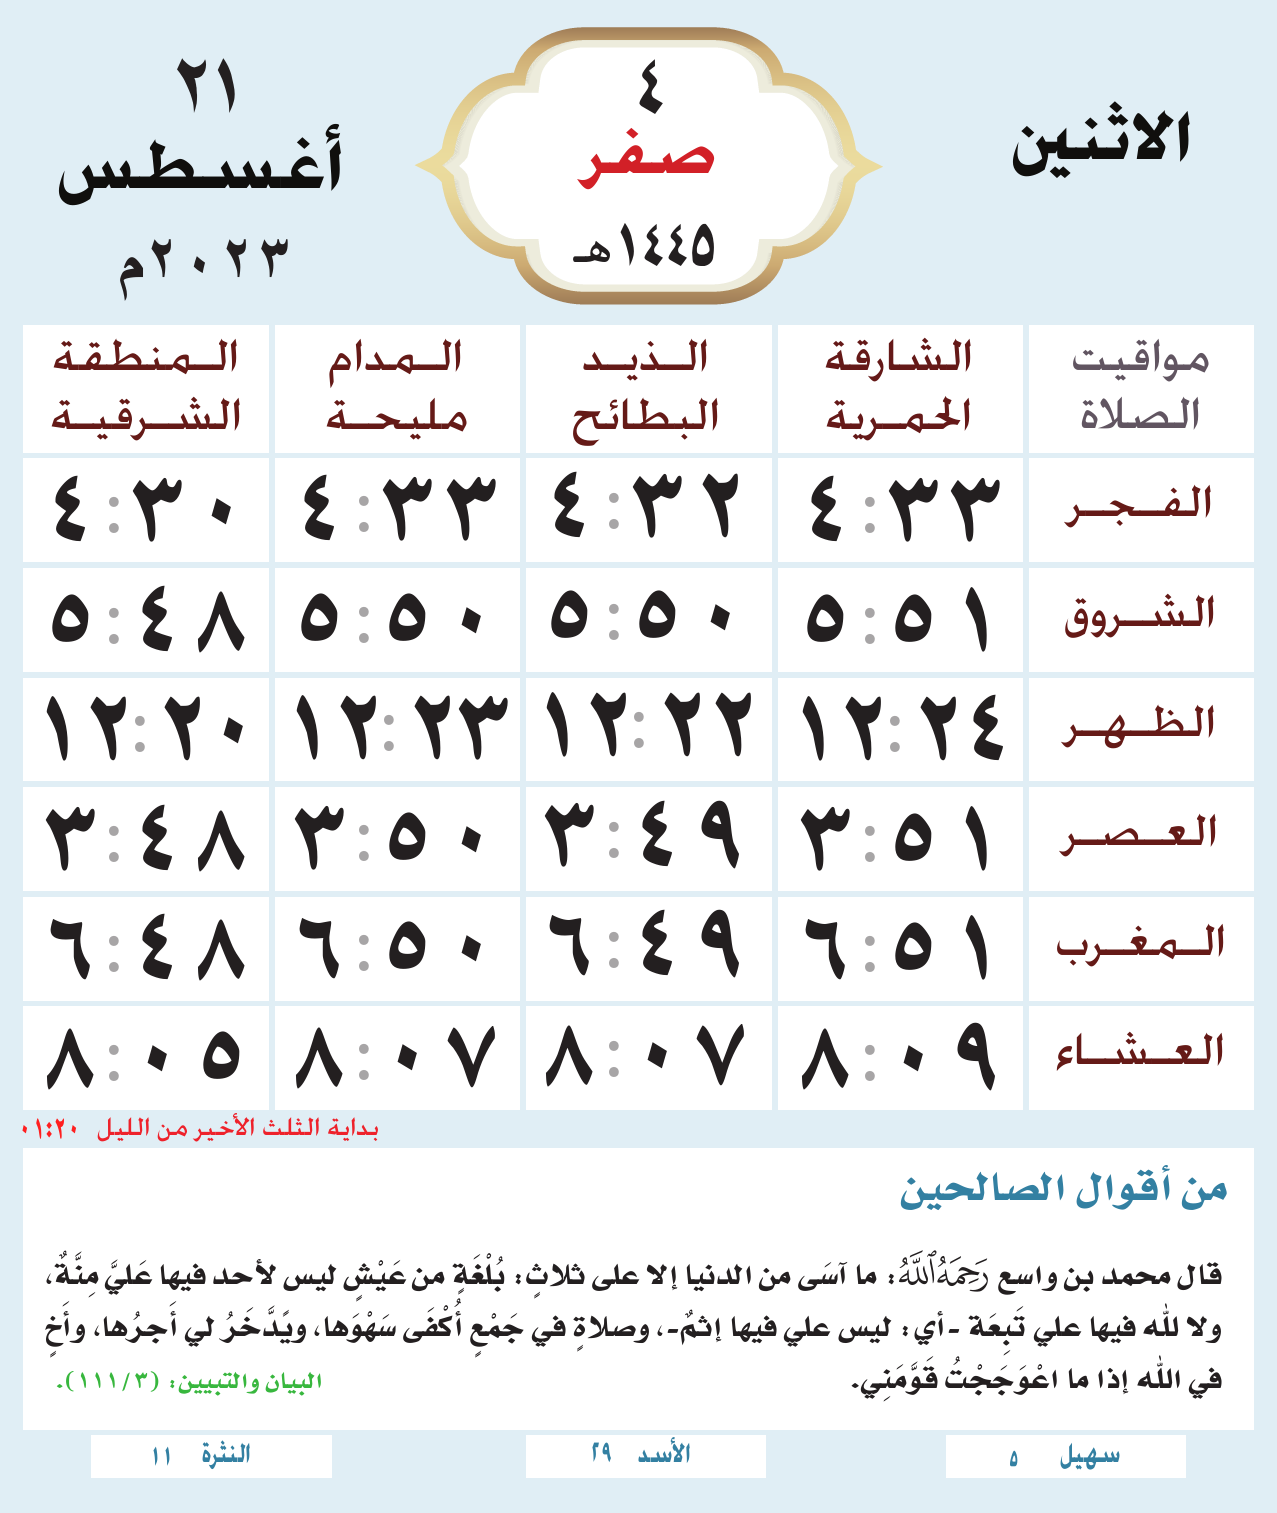 الاثنين
٤
صفر
١٤٤٥هـ
٢١
أغسطس
٢٠٢٣م
مواقيت الصلاة
الشارقة الحمرية
الذيد البطائح
المدام مليحة
المنطقة الشرقية
الفجر ٤:٣٣ ٤:٣٢ ٤:٣٣ ٤:٣٠
الشروق ٥:٥١ ٥:٥٠ ٥:٥٠ ٥:٤٨
الظهر ١٢:٢٤ ١٢:٢٢ ١٢:٢٣ ١٢:٢٠
العصر ٣:٥١ ٣:٤٩ ٣:٥٠ ٣:٤٨
المغرب ٦:٥١ ٦:٤٩ ٦:٥٠ ٦:٤٨
العشاء ٨:٠٩ ٨:٠٧ ٨:٠٧ ٨:٠٥
بداية الثلث الأخير من الليل ٠١:٢٠
من أقوال الصالحين
قال محمد بن واسع رَحِمَهُ ٱللَّهُ: ما آسَى من الدنيا إلا على ثلاثٍ: بُلْغَةٍ من عَيْشٍ ليس لأحد فيها عَليَّ مِنَّةٌ،
ولا لله فيها علي تَبِعَة -أي: ليس علي فيها إثمٌ-، وصلاةٍ في جَمْعٍ أُكْفَى سَهْوَها، ويًدَّخَرُ لي أَجرُها، وأَخٍ
في الله إذا ما اعْوَجَجْتُ قَوَّمَنِي.
البيان والتبيين: (٣/١١١).
سهيل ٥
الأسد ٢٩
النثرة ١١